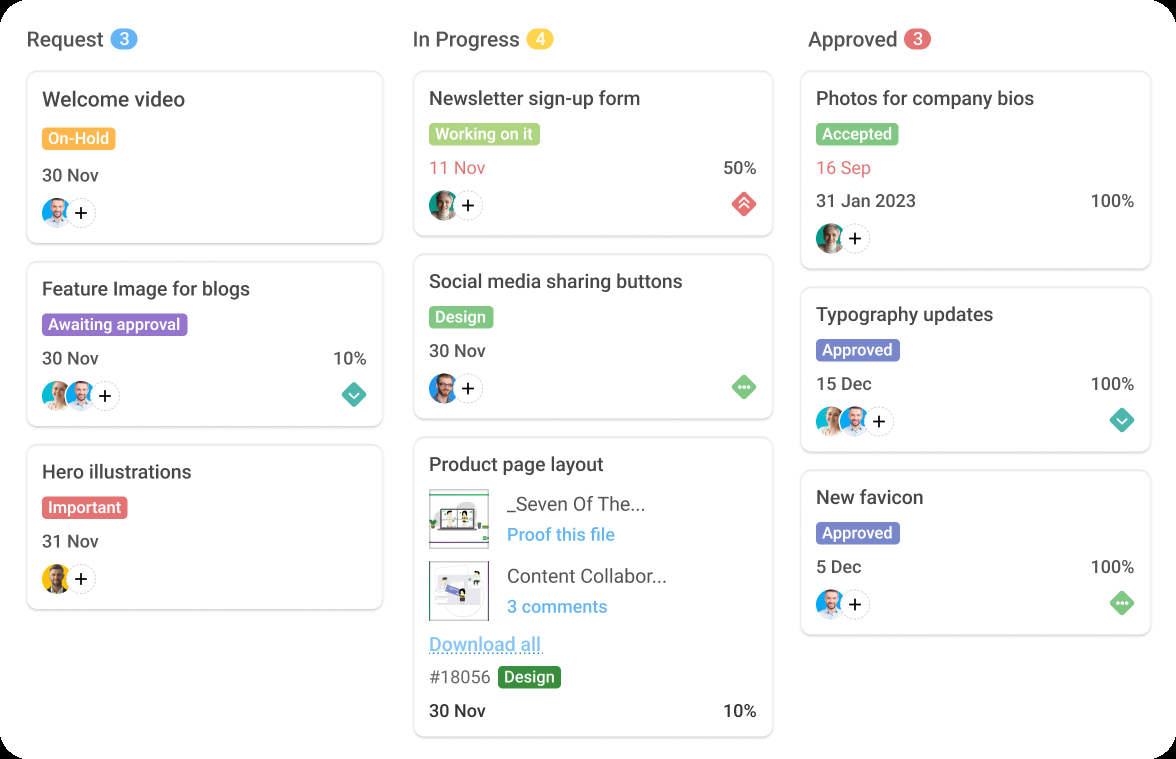 Request 3
Welcome video
On-Hold
30 Nov
+
Feature Image for blogs
Awaiting approval
30 Nov 10%
+
Hero illustrations
Important
31 Nov
+
In Progress 4
Newsletter sign-up form
Working on it
11 Nov 50%
+
Social media sharing buttons
Design
30 Nov
+
Product page layout
_Seven Of The...
Proof this file
Content Collabor...
3 comments
Download all
#18056 Design
30 Nov 10%
Approved 3
Photos for company bios
Accepted
16 Sep
31 Jan 2023 100%
+
Typography updates
Approved
15 Dec 100%
+
New favicon
Approved
5 Dec 100%
+